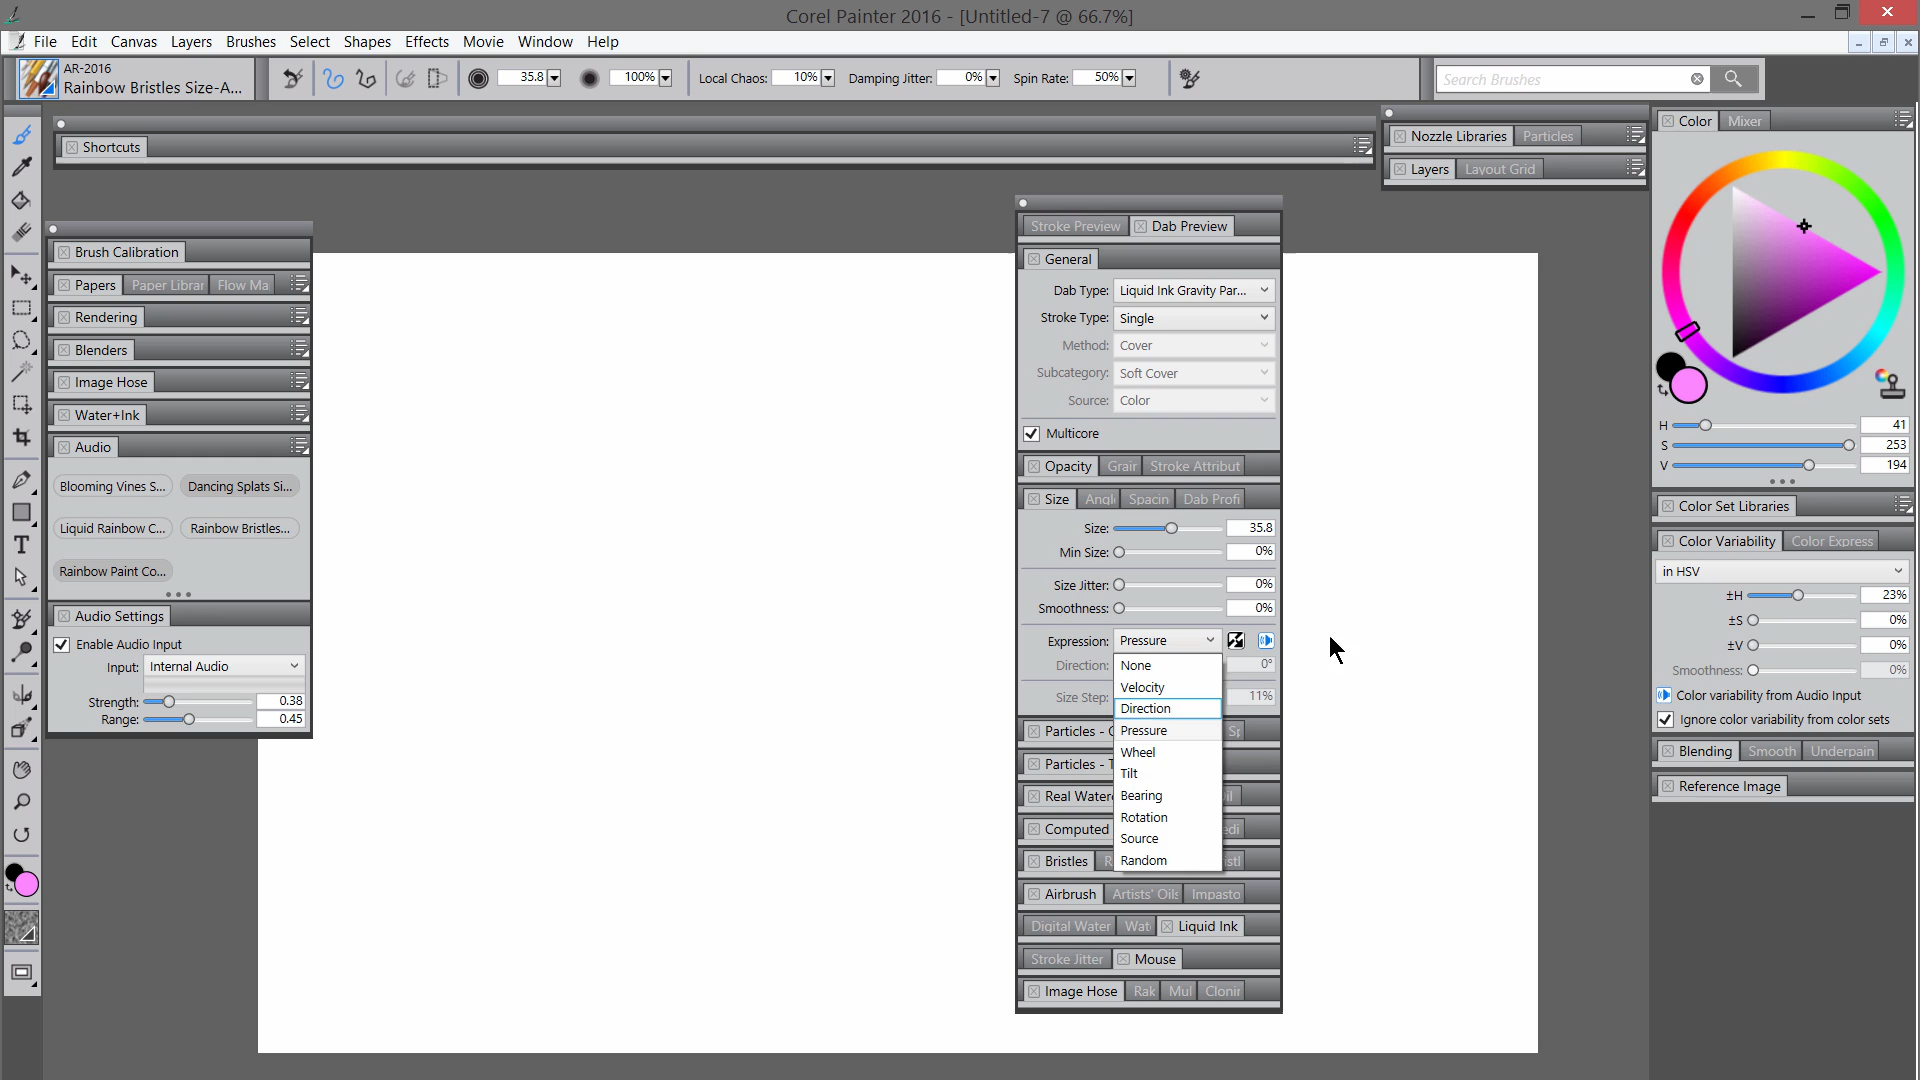 Corel Painter 2016 - [Untitled-7 @ 66.7%]
File Edit Canvas Layers Brushes Select Shapes Effects Movie Window Help
AR-2016
Rainbow Bristles Size-A...
35.8
100%
Local Chaos: 10%
Damping Jitter: 0%
Spin Rate: 50%
Search Brushes
Shortcuts
Nozzle Libraries Particles
Layers Layout Grid
Brush Calibration
Papers Paper Librar Flow Ma
Rendering
Blenders
Image Hose
Water+Ink
Audio
Blooming Vines S... Dancing Splats Si...
Liquid Rainbow C... Rainbow Bristles...
Rainbow Paint Co...
Audio Settings
Enable Audio Input
Input: Internal Audio
Strength: 0.38
Range: 0.45
T
Stroke Preview Dab Preview
General
Dab Type: Liquid Ink Gravity Par...
Stroke Type: Single
Method: Cover
Subcategory: Soft Cover
Source: Color
Multicore
Opacity Grair Stroke Attribut
Size Angl Spacin Dab Profi
Size: 35.8
Min Size: 0%
Size Jitter: 0%
Smoothness: 0%
Expression: Pressure
Direction: 0°
Size Step: 11%
None
Velocity
Direction
Pressure
Wheel
Tilt
Bearing
Rotation
Source
Random
Particles -
Particles - T
Real Water
Computed
Bristles
Airbrush Artists' Oils Impasto
Digital Water Wat Liquid Ink
Stroke Jitter Mouse
Image Hose Rak Mul Clonir
Color Mixer
H 41
S 253
V 194
Color Set Libraries
Color Variability Color Express
in HSV
±H 23%
±S 0%
±V 0%
Smoothness: 0%
Color variability from Audio Input
Ignore color variability from color sets
Blending Smooth Underpain
Reference Image